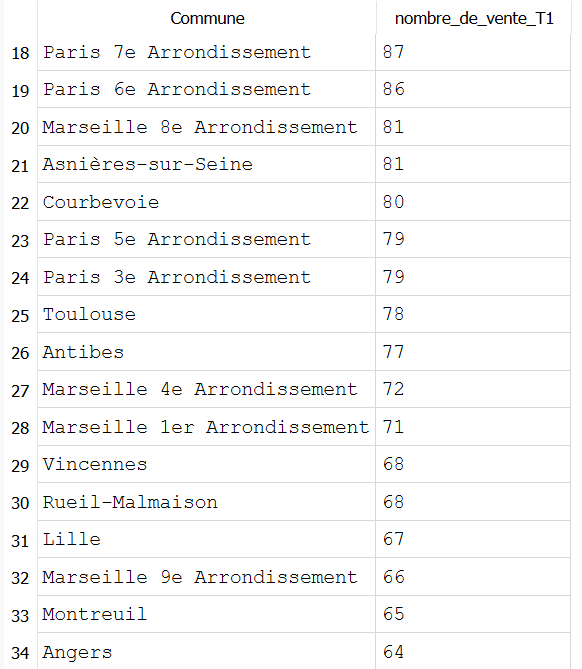 Commune nombre_de_vente_T1
18 Paris 7e Arrondissement 87
19 Paris 6e Arrondissement 86
20 Marseille 8e Arrondissement 81
21 Asnières-sur-Seine 81
22 Courbevoie 80
23 Paris 5e Arrondissement 79
24 Paris 3e Arrondissement 79
25 Toulouse 78
26 Antibes 77
27 Marseille 4e Arrondissement 72
28 Marseille 1er Arrondissement 71
29 Vincennes 68
30 Rueil-Malmaison 68
31 Lille 67
32 Marseille 9e Arrondissement 66
33 Montreuil 65
34 Angers 64